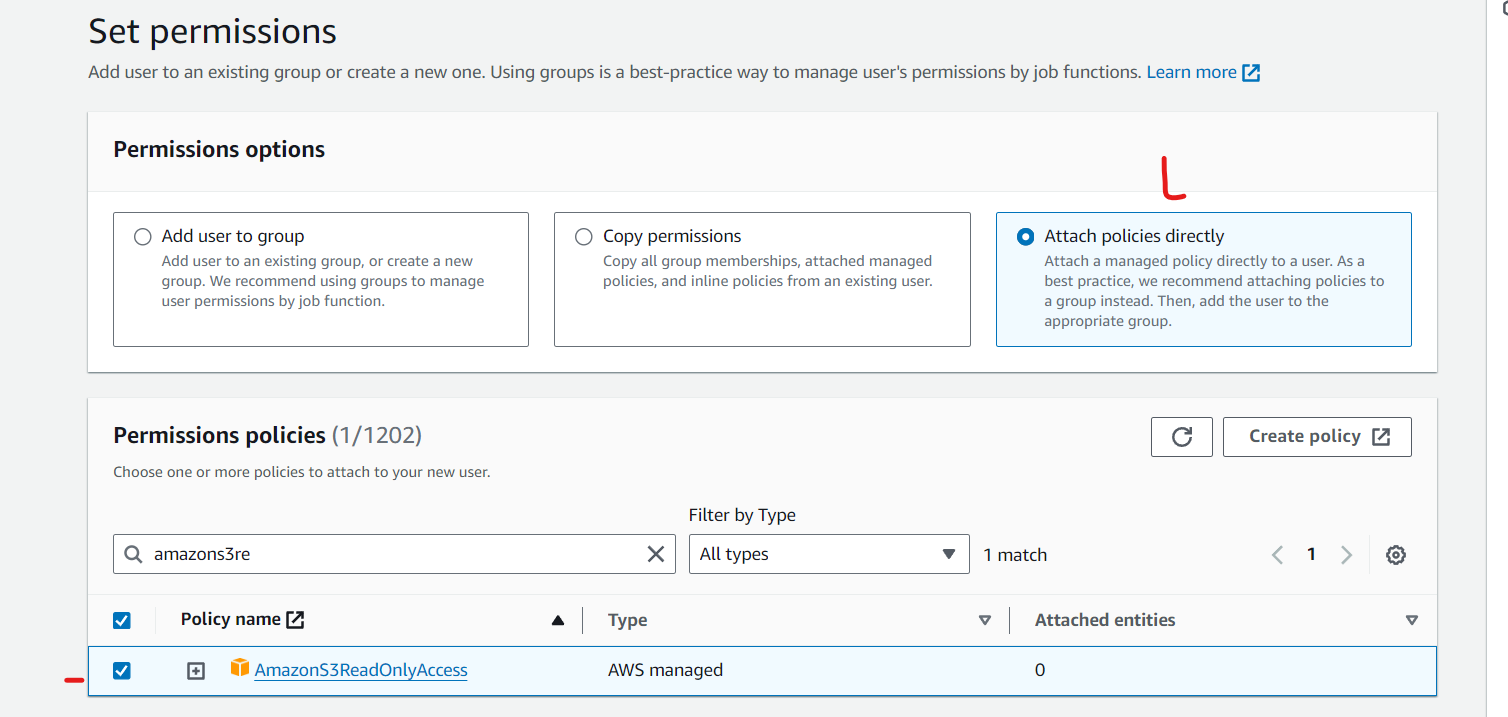 Set permissions
Add user to an existing group or create a new one. Using groups is a best-practice way to manage user's permissions by job functions. Learn more
Permissions options
Add user to group
Add user to an existing group, or create a new
group. We recommend using groups to manage
user permissions by job function.
Copy permissions
Copy all group memberships, attached managed
policies, and inline policies from an existing user.
Attach policies directly
Attach a managed policy directly to a user. As a
best practice, we recommend attaching policies to
a group instead. Then, add the user to the
appropriate group.
Permissions policies (1/1202)
Choose one or more policies to attach to your new user.
Create policy
Filter by Type
amazons3re
All types
1 match
1
Policy name
Type
Attached entities
AmazonS3ReadOnlyAccess
AWS managed
0